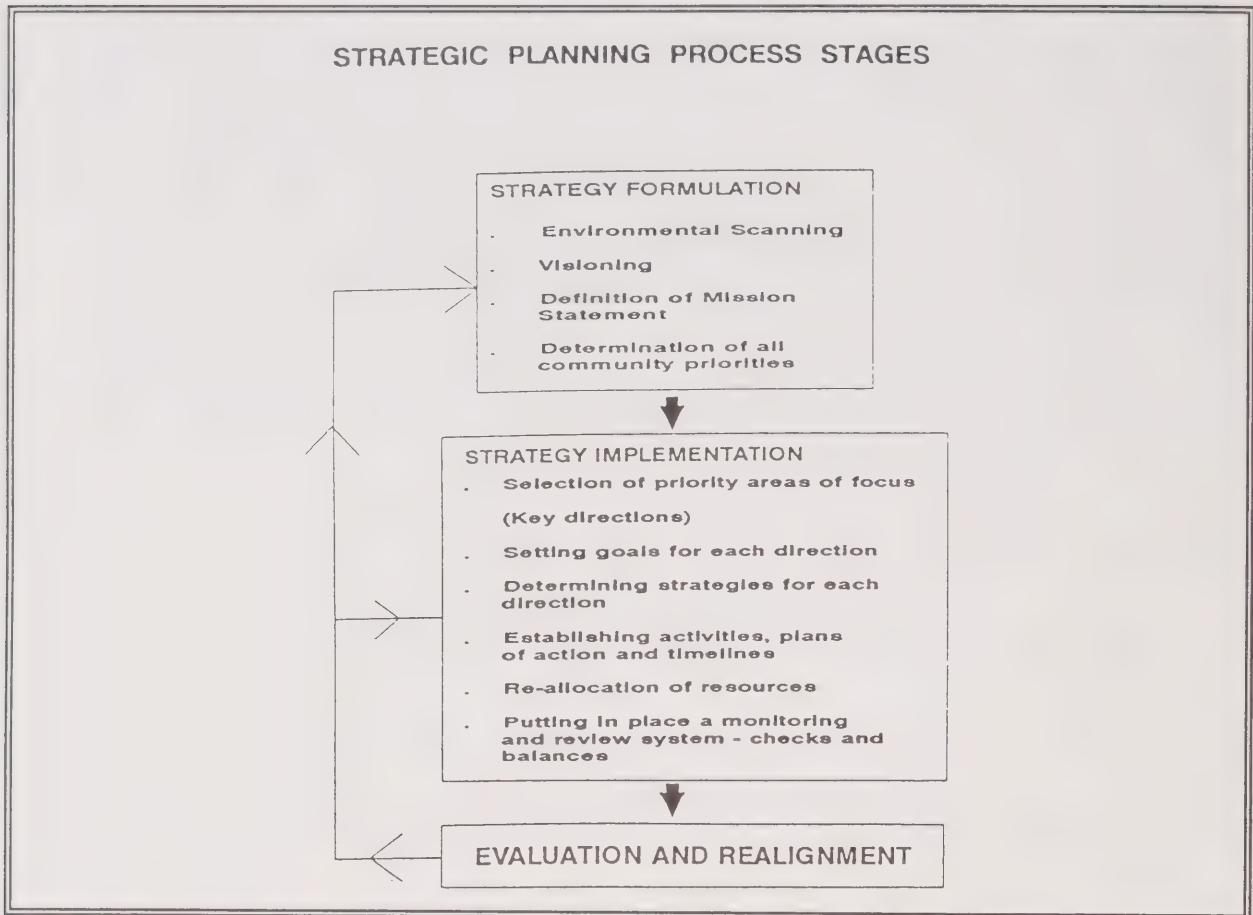 STRATEGIC PLANNING PROCESS STAGES
STRATEGY FORMULATION
. Environmental Scanning
. Visioning
. Definition of Mission
Statement
. Determination of all
community priorities
STRATEGY IMPLEMENTATION
. Selection of priority areas of focus
(Key directions)
. Setting goals for each direction
. Determining strategies for each
direction
. Establishing activities, plans
of action and timelines
. Re-allocation of resources
. Putting in place a monitoring
and review system - checks and
balances
EVALUATION AND REALIGNMENT